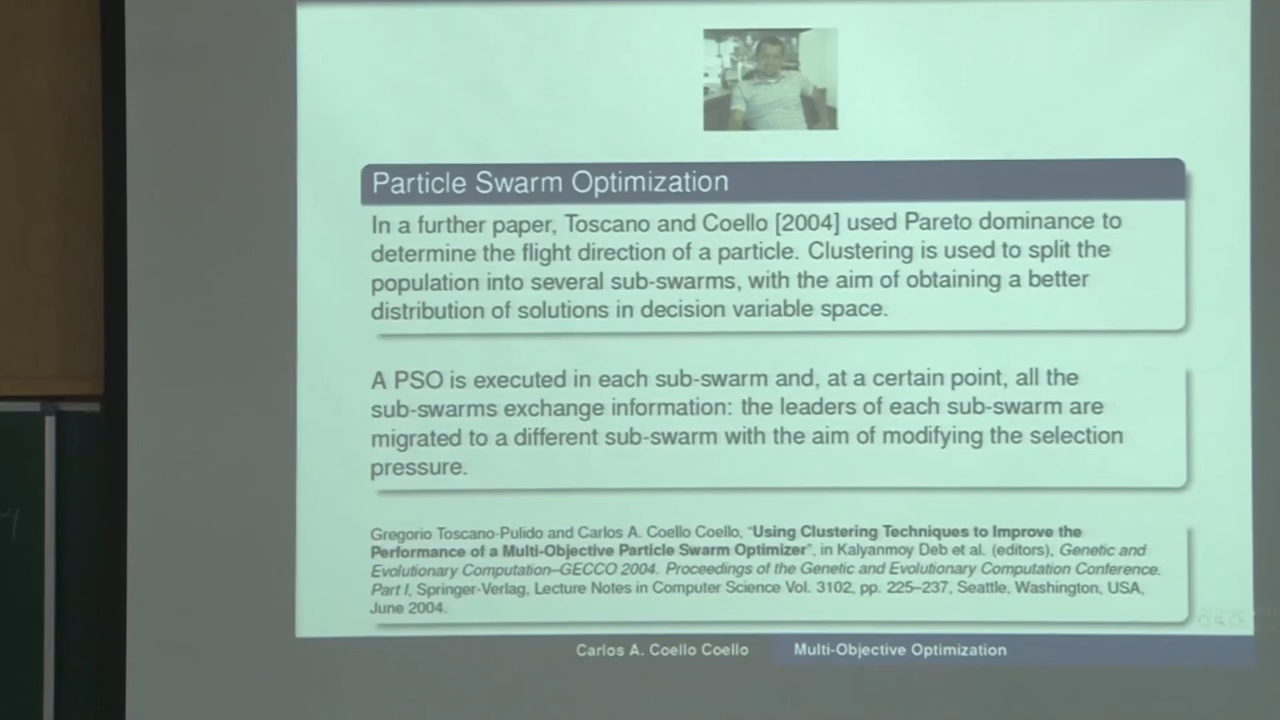 Particle Swarm Optimization
In a further paper, Toscano and Coello [2004] used Pareto dominance to
determine the flight direction of a particle. Clustering is used to split the
population into several sub-swarms, with the aim of obtaining a better
distribution of solutions in decision variable space.
A PSO is executed in each sub-swarm and, at a certain point, all the
sub-swarms exchange information: the leaders of each sub-swarm are
migrated to a different sub-swarm with the aim of modifying the selection
pressure.
Gregorio Toscano-Pulido and Carlos A. Coello Coello, “Using Clustering Techniques to Improve the
Performance of a Multi-Objective Particle Swarm Optimizer”, in Kalyanmoy Deb et al. (editors), Genetic and
Evolutionary Computation–GECCO 2004. Proceedings of the Genetic and Evolutionary Computation Conference.
Part I, Springer-Verlag, Lecture Notes in Computer Science Vol. 3102, pp. 225–237, Seattle, Washington, USA,
June 2004.
Carlos A. Coello Coello Multi-Objective Optimization